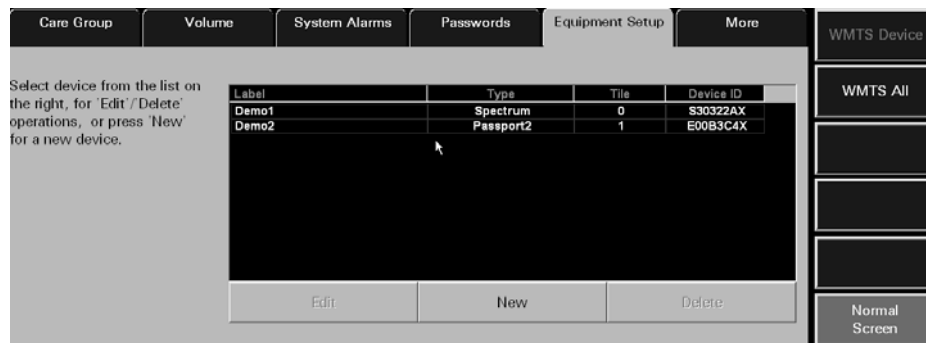 Care Group Volume System Alarms Passwords Equipment Setup More
WMTS Device
WMTS All
Select device from the list on
the right, for 'Edit'/'Delete'
operations, or press 'New'
for a new device.
Label Type Tile Device ID
Demo1 Spectrum 0 S30322AX
Demo2 Passport2 1 E00B3C4X
Edit New Delete
Normal
Screen